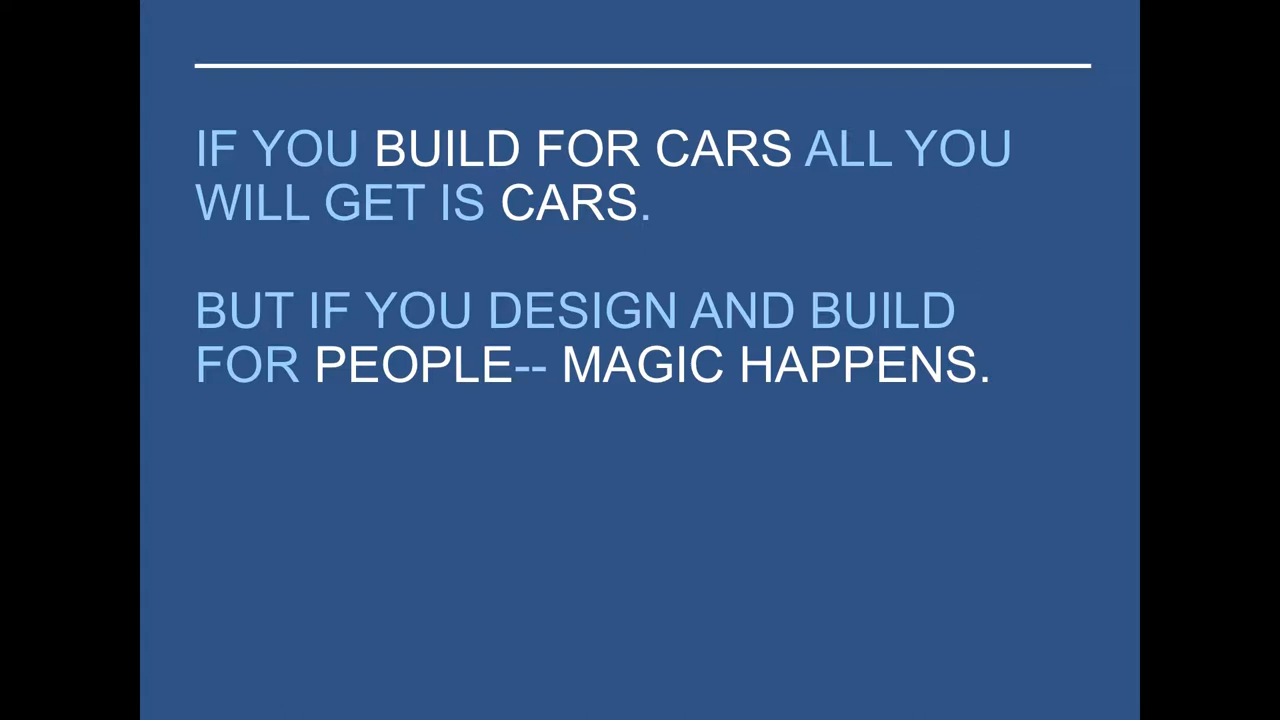 IF YOU BUILD FOR CARS ALL YOU
WILL GET IS CARS.
BUT IF YOU DESIGN AND BUILD
FOR PEOPLE-- MAGIC HAPPENS.